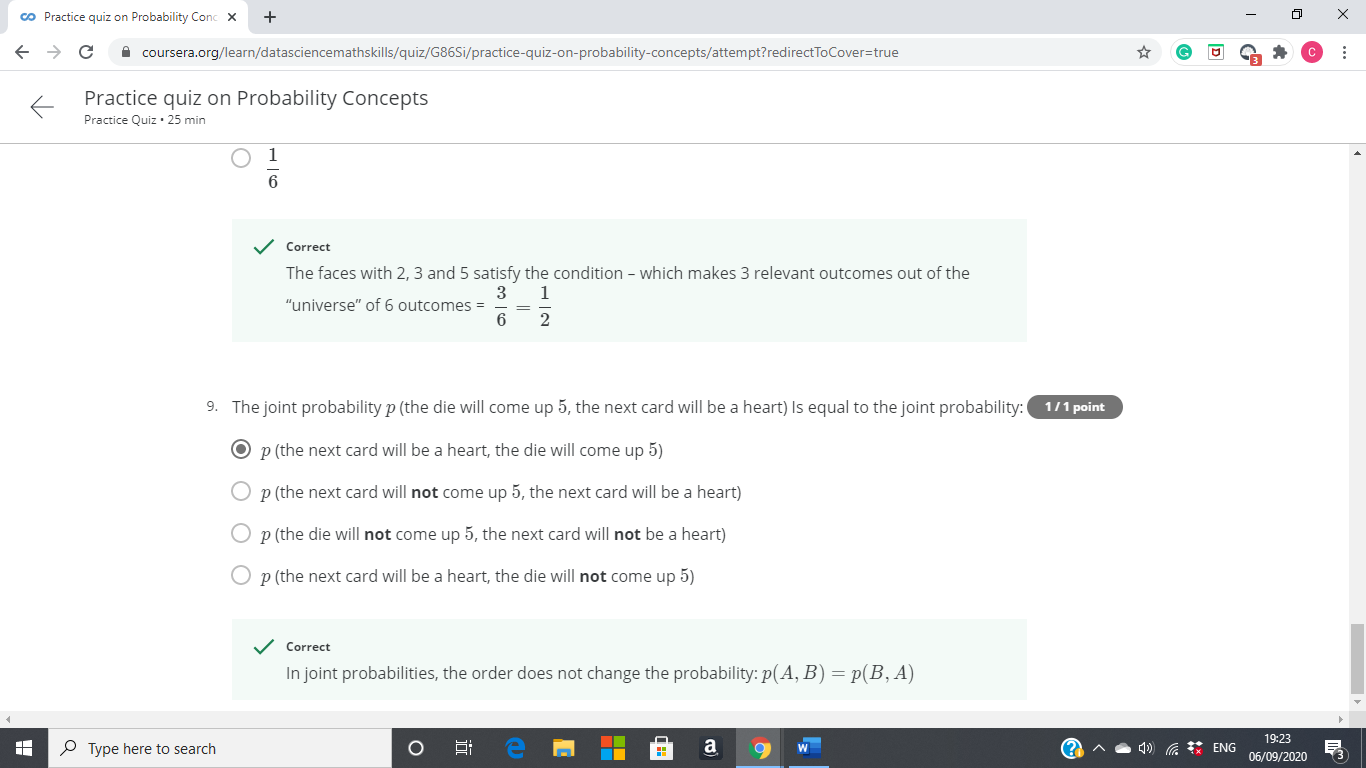 Practice quiz on Probability Conc
coursera.org/learn/datasciencemathskills/quiz/G86Si/practice-quiz-on-probability-concepts/attempt?redirectToCover=true
3
C
Practice quiz on Probability Concepts
Practice Quiz • 25 min
1
6
Correct
The faces with 2, 3 and 5 satisfy the condition – which makes 3 relevant outcomes out of the
“universe” of 6 outcomes = 3/6 = 1/2
9. The joint probability p (the die will come up 5, the next card will be a heart) Is equal to the joint probability: 1 / 1 point
p (the next card will be a heart, the die will come up 5)
p (the next card will not come up 5, the next card will be a heart)
p (the die will not come up 5, the next card will not be a heart)
p (the next card will be a heart, the die will not come up 5)
Correct
In joint probabilities, the order does not change the probability: p(A, B) = p(B, A)
Type here to search
ENG
19:23
06/09/2020
3